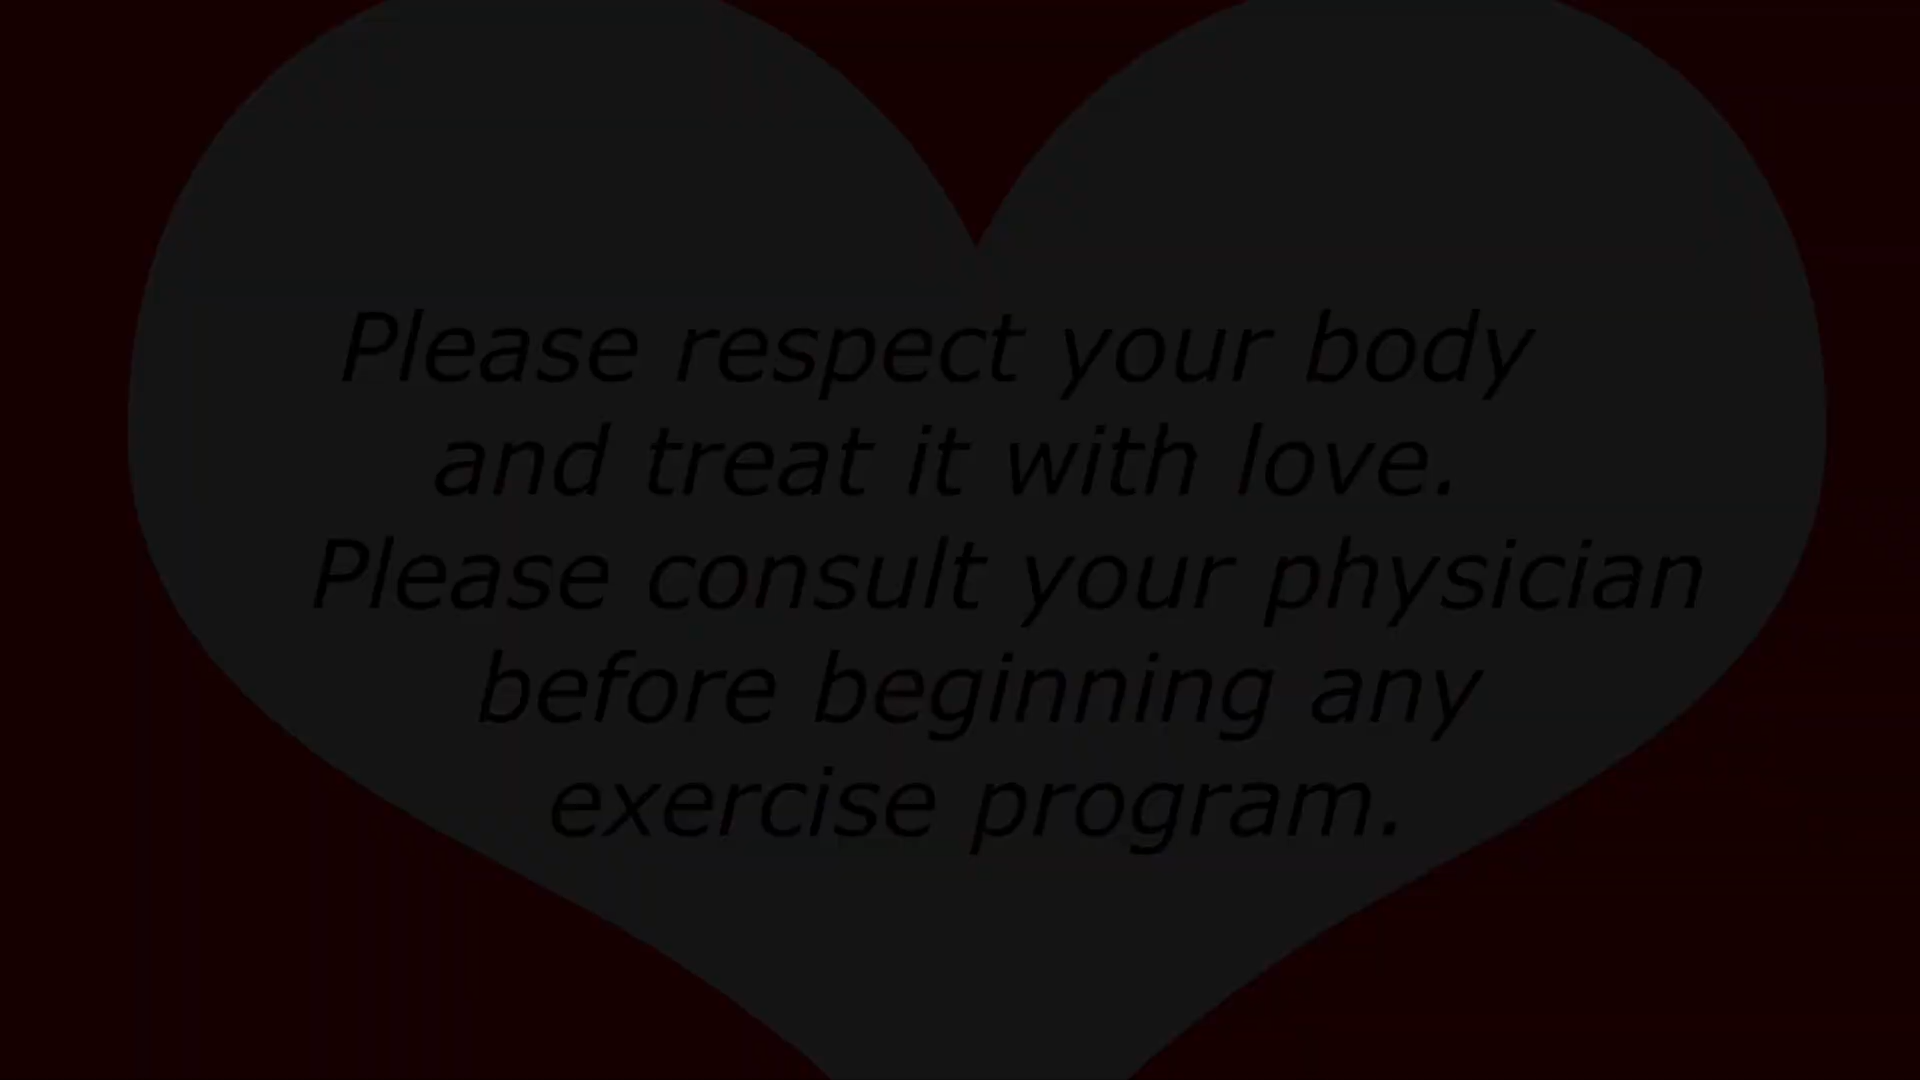 Please respect your body
and treat it with love.
Please consult your physician
before beginning any
exercise program.